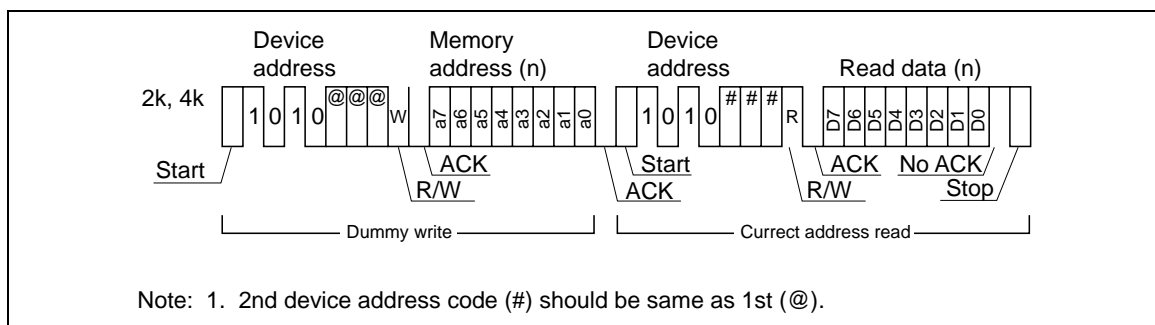 Device address
Memory address (n)
Device address
Read data (n)
2k, 4k
1 0 1 0 @ @ @ W a7 a6 a5 a4 a3 a2 a1 a0 1 0 1 0 # # # R D7 D6 D5 D4 D3 D2 D1 D0
Start
ACK
R/W
ACK
Start
R/W
ACK
No ACK
Stop
Dummy write
Currect address read
Note: 1. 2nd device address code (#) should be same as 1st (@).